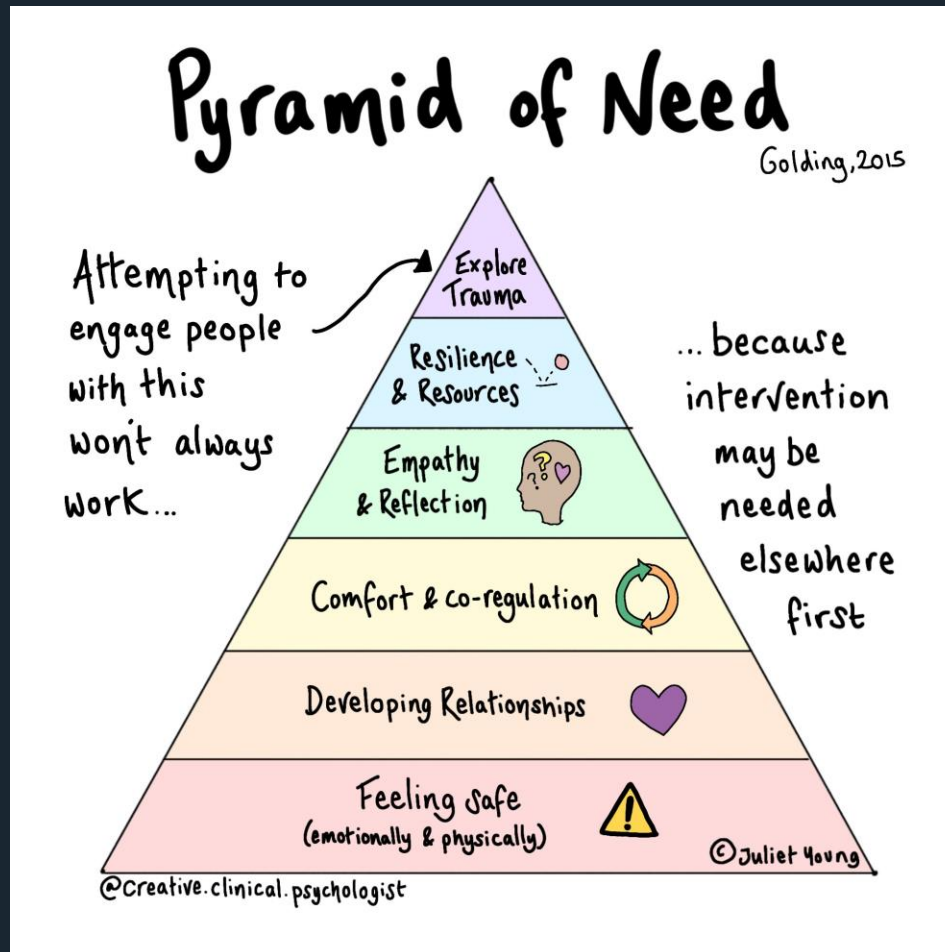 Pyramid of Need
Golding, 2015
Attempting to
engage people
with this
won't always
work...
Explore
Trauma
Resilience
& Resources
Empathy
& Reflection
Comfort & co-regulation
Developing Relationships
Feeling safe
(emotionally & physically)
... because
intervention
may be
needed
elsewhere
first
© Juliet Young
@creative.clinical.psychologist